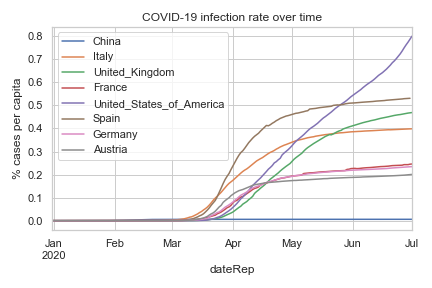 COVID-19 infection rate over time
% cases per capita
0.8
0.7
0.6
0.5
0.4
0.3
0.2
0.1
0.0
China
Italy
United_Kingdom
France
United_States_of_America
Spain
Germany
Austria
Jan Feb Mar Apr May Jun Jul
2020
dateRep